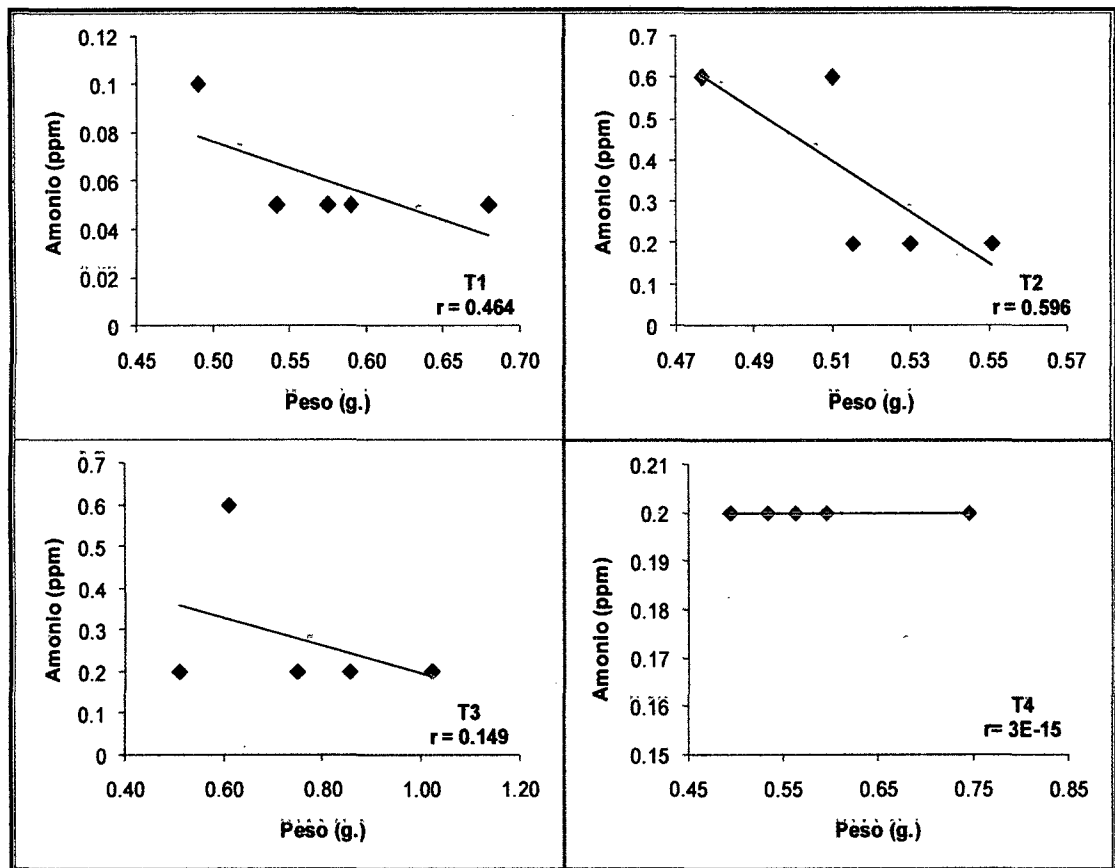 0.12
0.1
0.08
0.06
0.04
0.02
0
Amonio (ppm)
0.45 0.50 0.55 0.60 0.65 0.70
Peso (g.)
T1
r = 0.464
0.7
0.6
0.5
0.4
0.3
0.2
0.1
0
Amonio (ppm)
0.47 0.49 0.51 0.53 0.55 0.57
Peso (g.)
T2
r = 0.596
0.7
0.6
0.5
0.4
0.3
0.2
0.1
0
Amonio (ppm)
0.40 0.60 0.80 1.00 1.20
Peso (g.)
T3
r = 0.149
0.21
0.2
0.19
0.18
0.17
0.16
0.15
Amonio (ppm)
0.45 0.55 0.65 0.75 0.85
Peso (g.)
T4
r= 3E-15